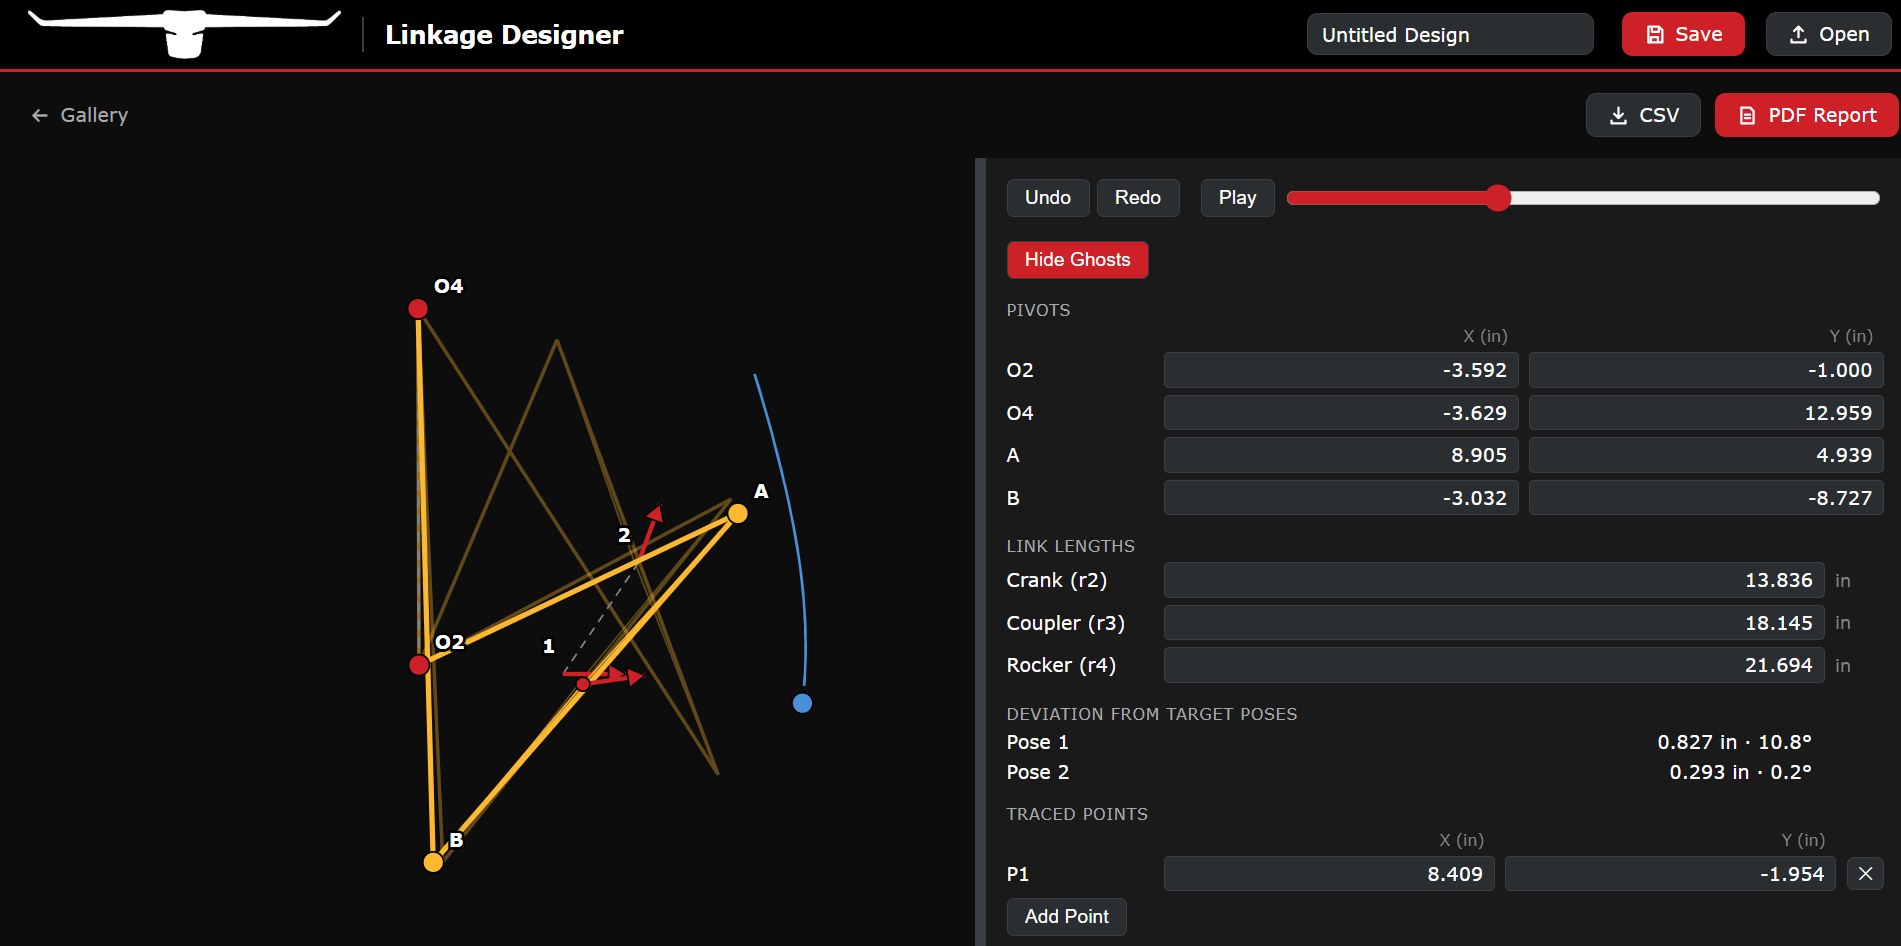 Linkage Designer
Untitled Design
Save
Open
← Gallery
CSV
PDF Report
Undo Redo Play
Hide Ghosts
PIVOTS
X (in) Y (in)
O2 -3.592 -1.000
O4 -3.629 12.959
A 8.905 4.939
B -3.032 -8.727
LINK LENGTHS
Crank (r2) 13.836 in
Coupler (r3) 18.145 in
Rocker (r4) 21.694 in
DEVIATION FROM TARGET POSES
Pose 1 0.827 in · 10.8°
Pose 2 0.293 in · 0.2°
TRACED POINTS
X (in) Y (in)
P1 8.409 -1.954
Add Point
O4
A
2
O2
1
B